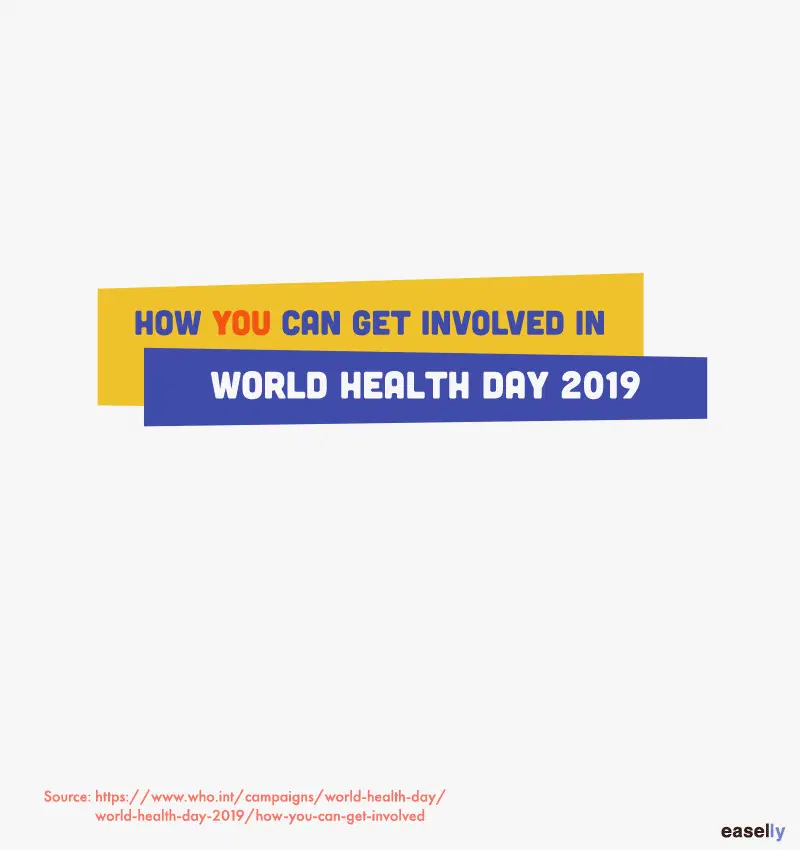 HOW YOU CAN GET INVOLVED IN
WORLD HEALTH DAY 2019
Source: https://www.who.int/campaigns/world-health-day/
world-health-day-2019/how-you-can-get-involved
easelly